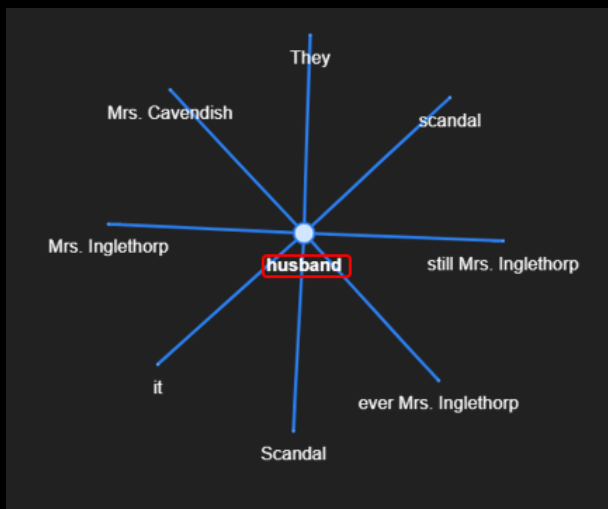 They
Mrs. Cavendish
scandal
Mrs. Inglethorp
husband
still Mrs. Inglethorp
it
ever Mrs. Inglethorp
Scandal